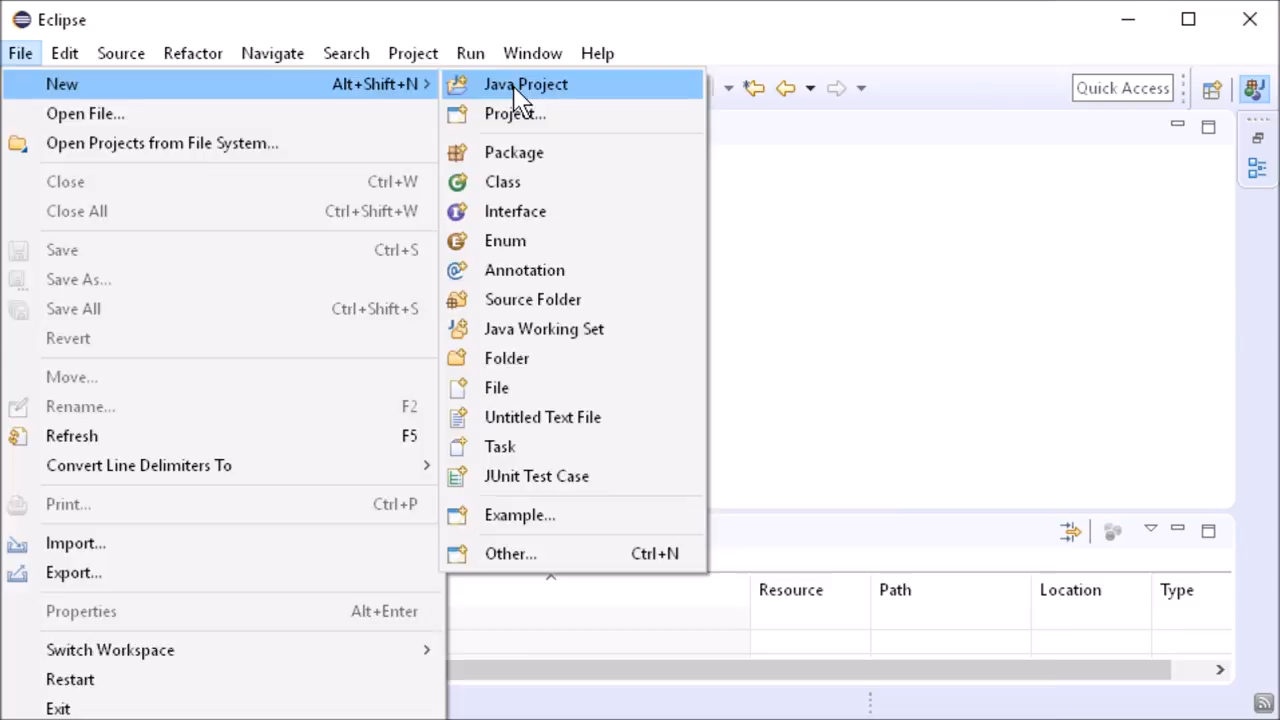 Eclipse
File Edit Source Refactor Navigate Search Project Run Window Help
New Alt+Shift+N
Open File...
Open Projects from File System...
Close Ctrl+W
Close All Ctrl+Shift+W
Save Ctrl+S
Save As...
Save All Ctrl+Shift+S
Revert
Move...
Rename... F2
Refresh F5
Convert Line Delimiters To
Print... Ctrl+P
Import...
Export...
Properties Alt+Enter
Switch Workspace
Restart
Exit
Java Project
Project...
Package
Class
Interface
Enum
Annotation
Source Folder
Java Working Set
Folder
File
Untitled Text File
Task
JUnit Test Case
Example...
Other... Ctrl+N
Quick Access
Resource Path Location Type